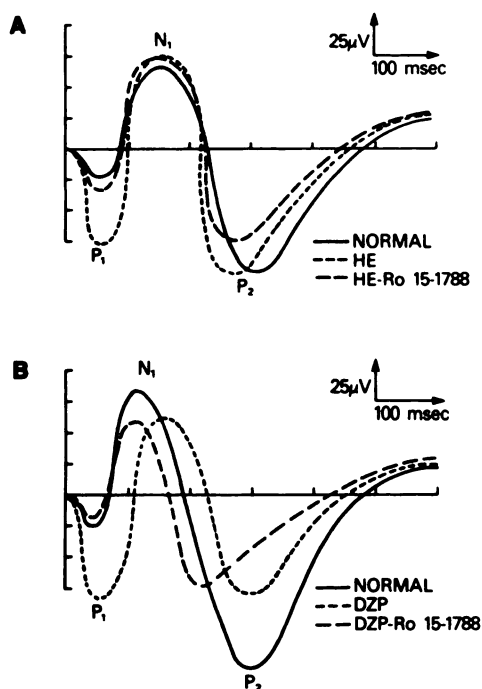 A
N₁
25μV
100 msec
P₁
P₂
NORMAL
HE
HE-Ro 15-1788
B
N₁
25μV
100 msec
P₁
P₂
NORMAL
DZP
DZP-Ro 15-1788